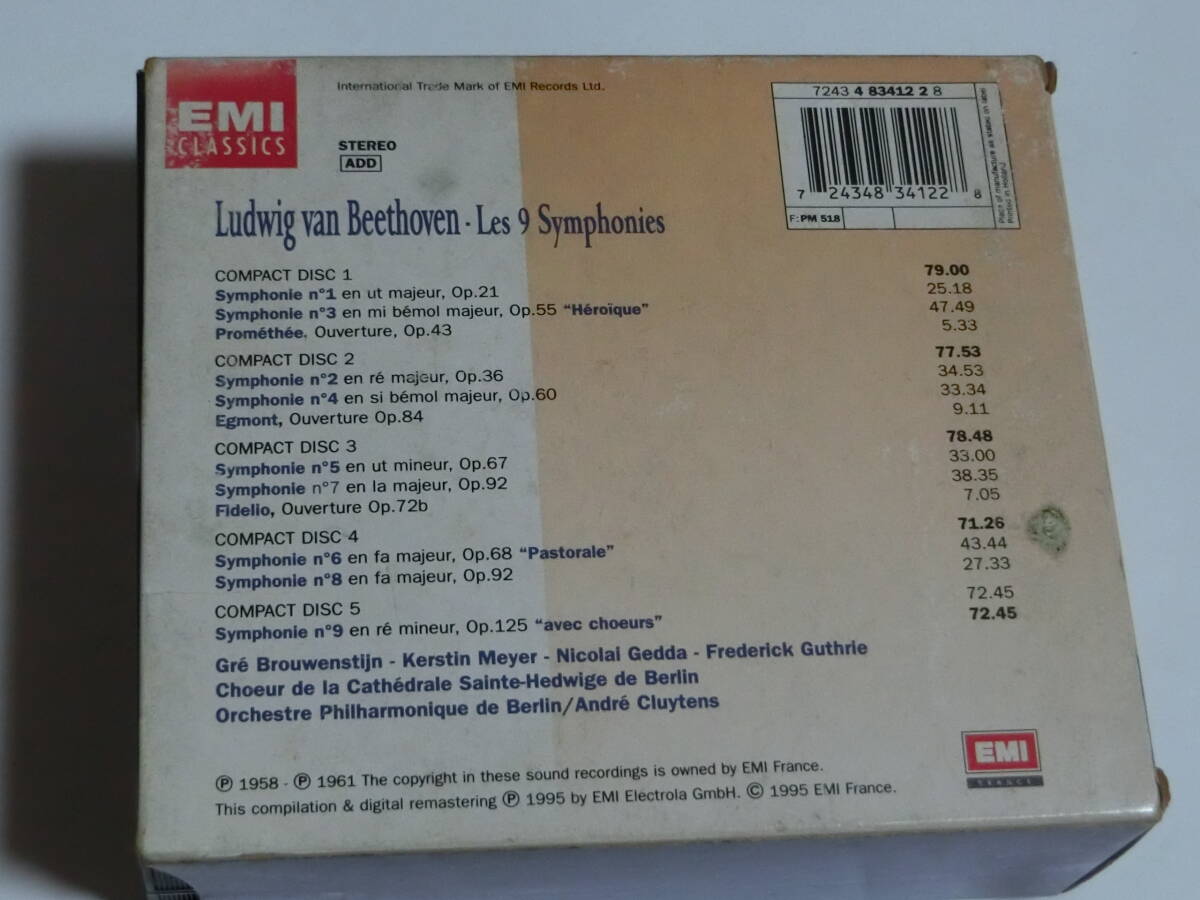 EMI
CLASSICS
International Trade Mark of EMI Records Ltd.
STEREO
ADD
7243 4 83412 2 8
7 24348 34122 8
F: PM 518
Printed in Holland
Ludwig van Beethoven · Les 9 Symphonies
COMPACT DISC 1 79.00
Symphonie n°1 en ut majeur, Op.21 25.18
Symphonie n°3 en mi bémol majeur, Op.55 “Héroïque” 47.49
Prométhée, Ouverture, Op.43 5.33
COMPACT DISC 2 77.53
Symphonie n°2 en ré majeur, Op.36 34.53
Symphonie n°4 en si bémol majeur, Op.60 33.34
Egmont, Ouverture Op.84 9.11
COMPACT DISC 3 78.48
Symphonie n°5 en ut mineur, Op.67 33.00
Symphonie n°7 en la majeur, Op.92 38.35
Fidelio, Ouverture Op.72b 7.05
COMPACT DISC 4 71.26
Symphonie n°6 en fa majeur, Op.68 “Pastorale” 43.44
Symphonie n°8 en fa majeur, Op.92 27.33
COMPACT DISC 5 72.45
Symphonie n°9 en ré mineur, Op.125 “avec choeurs” 72.45
Gré Brouwenstijn - Kerstin Meyer - Nicolai Gedda - Frederick Guthrie
Choeur de la Cathédrale Sainte-Hedwige de Berlin
Orchestre Philharmonique de Berlin/André Cluytens
℗ 1958 - ℗ 1961 The copyright in these sound recordings is owned by EMI France.
This compilation & digital remastering ℗ 1995 by EMI Electrola GmbH. © 1995 EMI France.
EMI
FRANCE